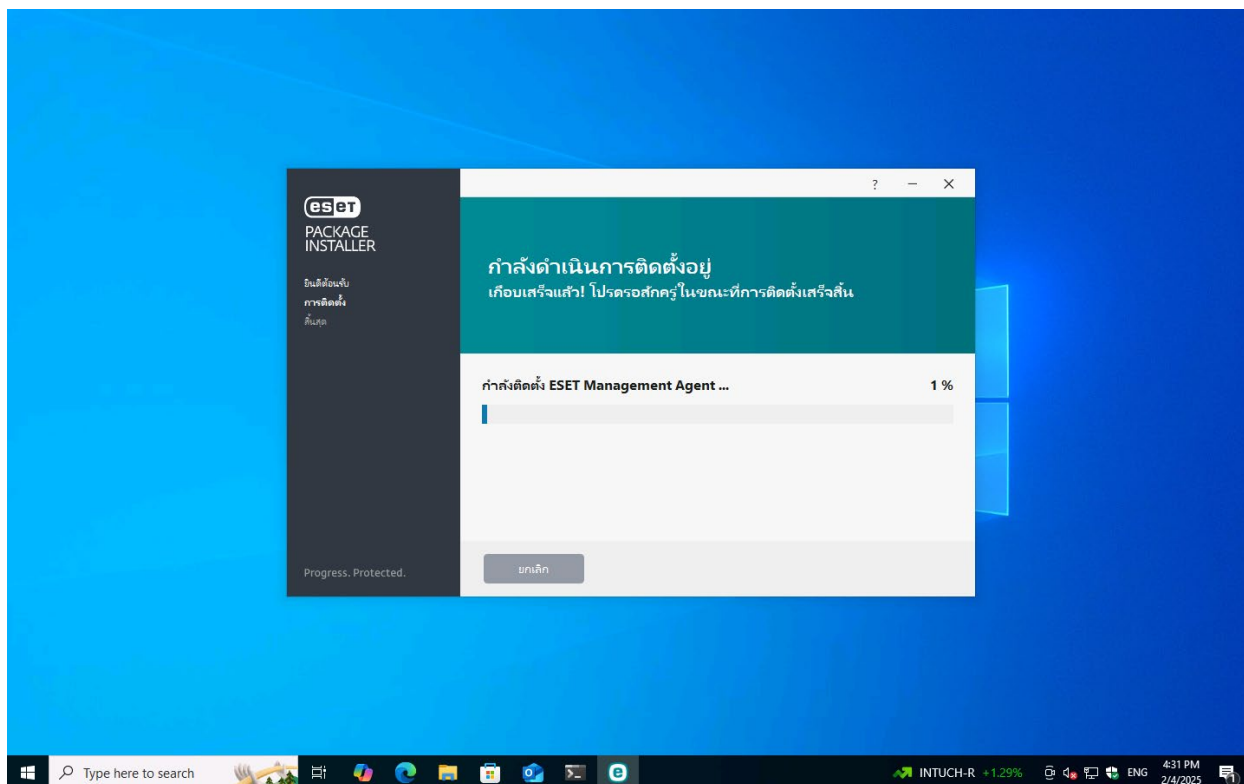 eset
PACKAGE
INSTALLER
ยินดีต้อนรับ
การติดตั้ง
สิ้นสุด
Progress. Protected.
?
กำลังดำเนินการติดตั้งอยู่
เกือบเสร็จแล้ว! โปรดรอสักครู่ในขณะที่การติดตั้งเสร็จสิ้น
กำลังติดตั้ง ESET Management Agent ... 1 %
ยกเลิก
Type here to search
INTUCH-R +1.29%
ENG
4:31 PM
2/4/2025
1